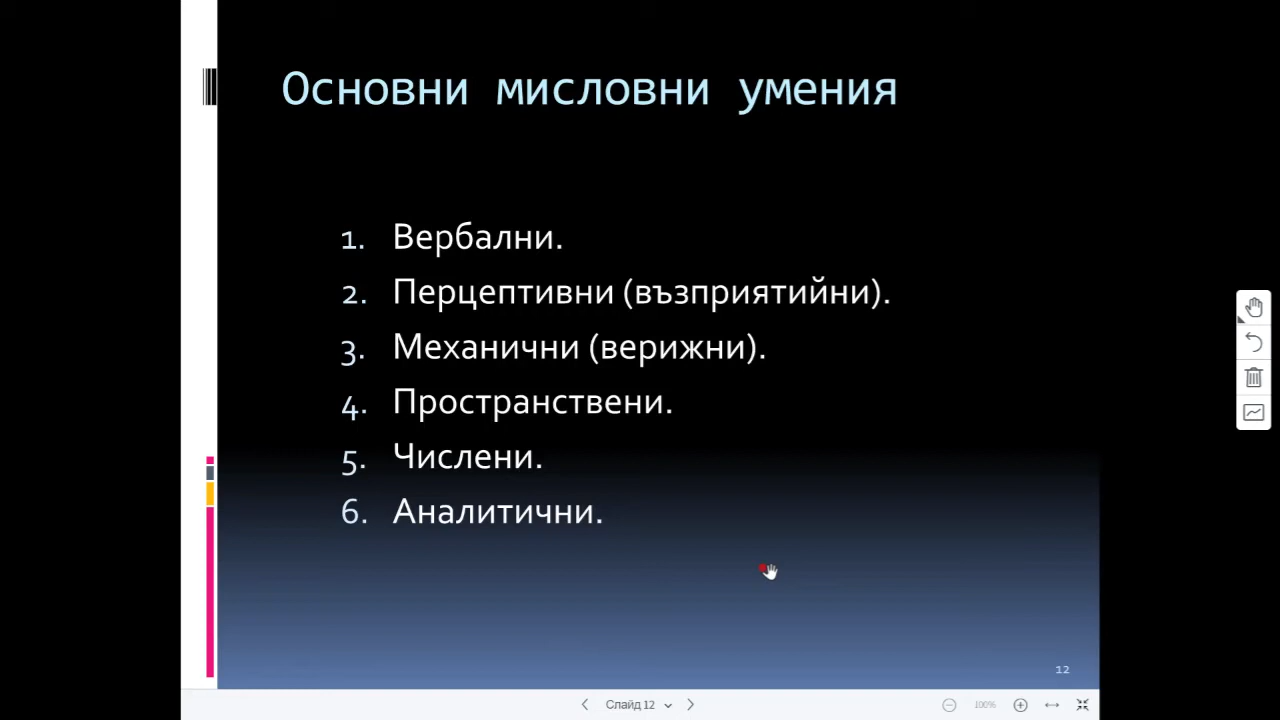 Основни мисловни умения
1. Вербални.
2. Перцептивни (възприятийни).
3. Механични (верижни).
4. Пространствени.
5. Числени.
6. Аналитични.
12
Слайд 12
100%